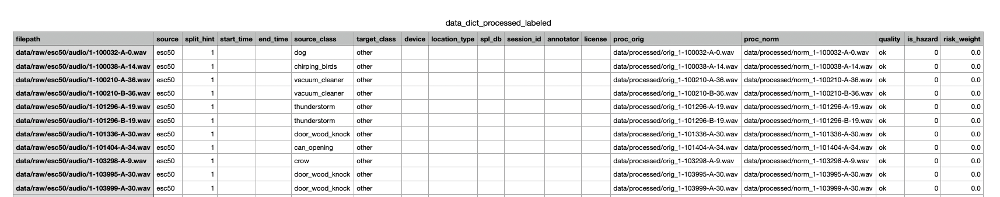 data_dict_processed_labeled
filepath source split_hint start_time end_time source_class target_class device location_type spl_db session_id annotator license proc_orig proc_norm quality is_hazard risk_weight
data/raw/esc50/audio/1-100032-A-0.wav esc50 1 dog other data/processed/orig_1-100032-A-0.wav data/processed/norm_1-100032-A-0.wav ok 0 0.0
data/raw/esc50/audio/1-100038-A-14.wav esc50 1 chirping_birds other data/processed/orig_1-100038-A-14.wav data/processed/norm_1-100038-A-14.wav ok 0 0.0
data/raw/esc50/audio/1-100210-A-36.wav esc50 1 vacuum_cleaner other data/processed/orig_1-100210-A-36.wav data/processed/norm_1-100210-A-36.wav ok 0 0.0
data/raw/esc50/audio/1-100210-B-36.wav esc50 1 vacuum_cleaner other data/processed/orig_1-100210-B-36.wav data/processed/norm_1-100210-B-36.wav ok 0 0.0
data/raw/esc50/audio/1-101296-A-19.wav esc50 1 thunderstorm other data/processed/orig_1-101296-A-19.wav data/processed/norm_1-101296-A-19.wav ok 0 0.0
data/raw/esc50/audio/1-101296-B-19.wav esc50 1 thunderstorm other data/processed/orig_1-101296-B-19.wav data/processed/norm_1-101296-B-19.wav ok 0 0.0
data/raw/esc50/audio/1-101336-A-30.wav esc50 1 door_wood_knock other data/processed/orig_1-101336-A-30.wav data/processed/norm_1-101336-A-30.wav ok 0 0.0
data/raw/esc50/audio/1-101404-A-34.wav esc50 1 can_opening other data/processed/orig_1-101404-A-34.wav data/processed/norm_1-101404-A-34.wav ok 0 0.0
data/raw/esc50/audio/1-103298-A-9.wav esc50 1 crow other data/processed/orig_1-103298-A-9.wav data/processed/norm_1-103298-A-9.wav ok 0 0.0
data/raw/esc50/audio/1-103995-A-30.wav esc50 1 door_wood_knock other data/processed/orig_1-103995-A-30.wav data/processed/norm_1-103995-A-30.wav ok 0 0.0
data/raw/esc50/audio/1-103999-A-30.wav esc50 1 door_wood_knock other data/processed/orig_1-103999-A-30.wav data/processed/norm_1-103999-A-30.wav ok 0 0.0